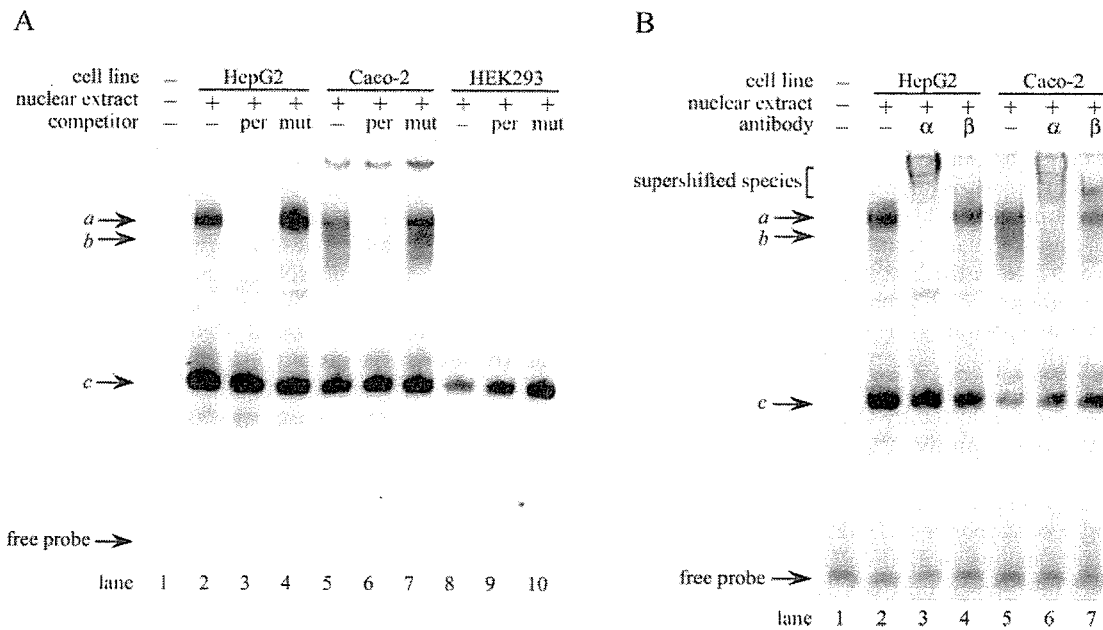 A
cell line – HepG2 Caco-2 HEK293
nuclear extract – + + + + + + + + +
competitor – – per mut – per mut – per mut
a
b
c
free probe
lane 1 2 3 4 5 6 7 8 9 10
B
cell line – HepG2 Caco-2
nuclear extract – + + + + + +
antibody – – α β – α β
supershifted species
a
b
c
free probe
lane 1 2 3 4 5 6 7